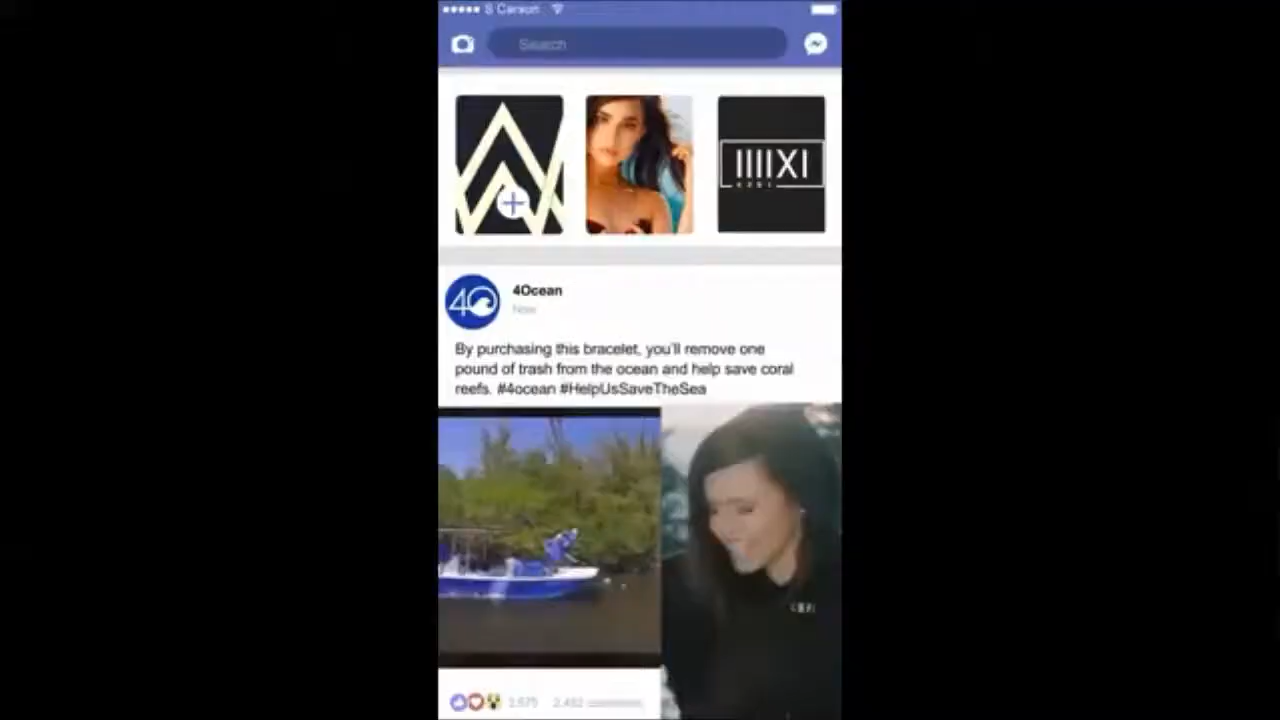 S Carson
Search
IIIIXI
4Ocean
Now
By purchasing this bracelet, you'll remove one
pound of trash from the ocean and help save coral
reefs. #4ocean #HelpUsSaveTheSea